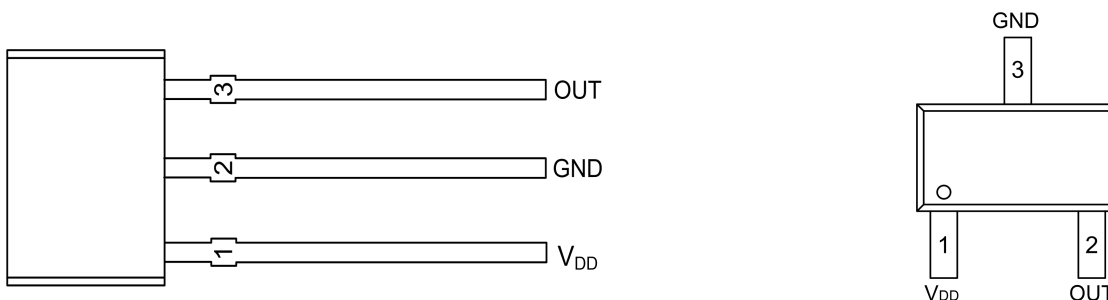 3 OUT
2 GND
1 VDD
GND
3
1 2
VDD OUT